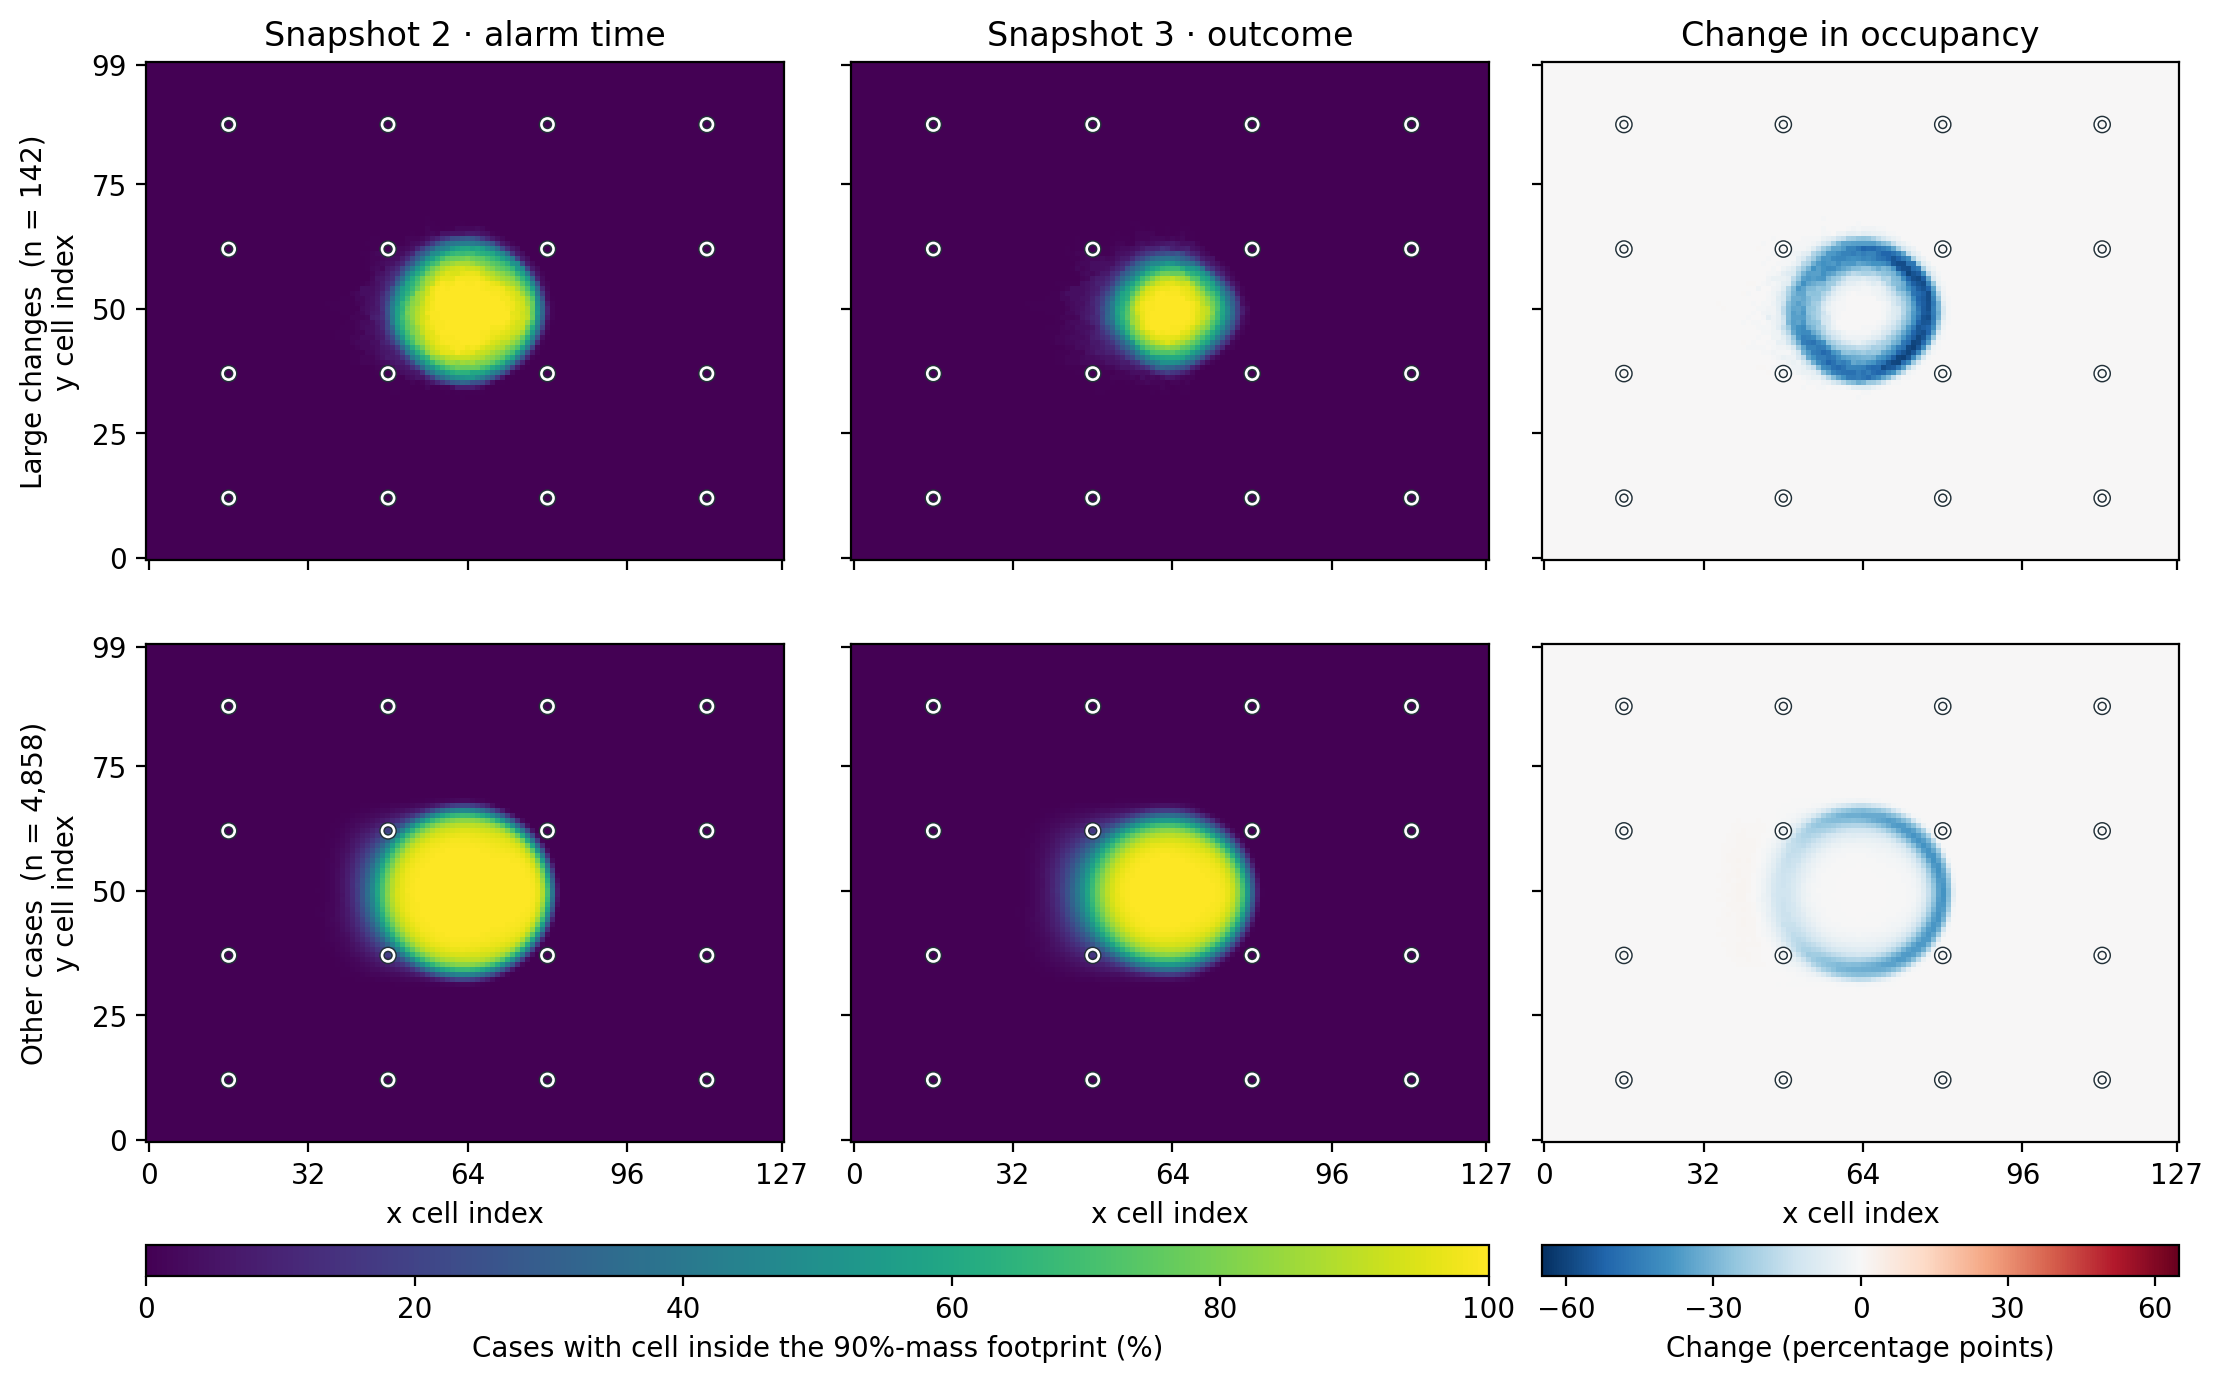 Snapshot 2 · alarm time
Snapshot 3 · outcome
Change in occupancy
Large changes (n = 142)
y cell index
99
75
50
25
0
Other cases (n = 4,858)
y cell index
99
75
50
25
0
0 32 64 96 127
0 32 64 96 127
0 32 64 96 127
x cell index
x cell index
x cell index
0 20 40 60 80 100
−60 −30 0 30 60
Cases with cell inside the 90%-mass footprint (%)
Change (percentage points)